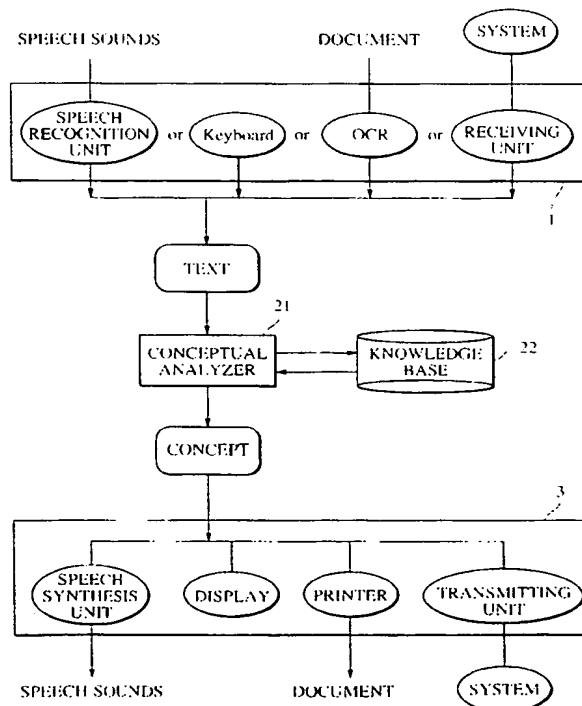 SPEECH SOUNDS
DOCUMENT
SYSTEM
SPEECH
RECOGNITION
UNIT
or
Keyboard
or
OCR
or
RECEIVING
UNIT
1
TEXT
21
CONCEPTUAL
ANALYZER
KNOWLEDGE
BASE
22
CONCEPT
3
SPEECH
SYNTHESIS
UNIT
DISPLAY
PRINTER
TRANSMITTING
UNIT
SPEECH SOUNDS
DOCUMENT
SYSTEM